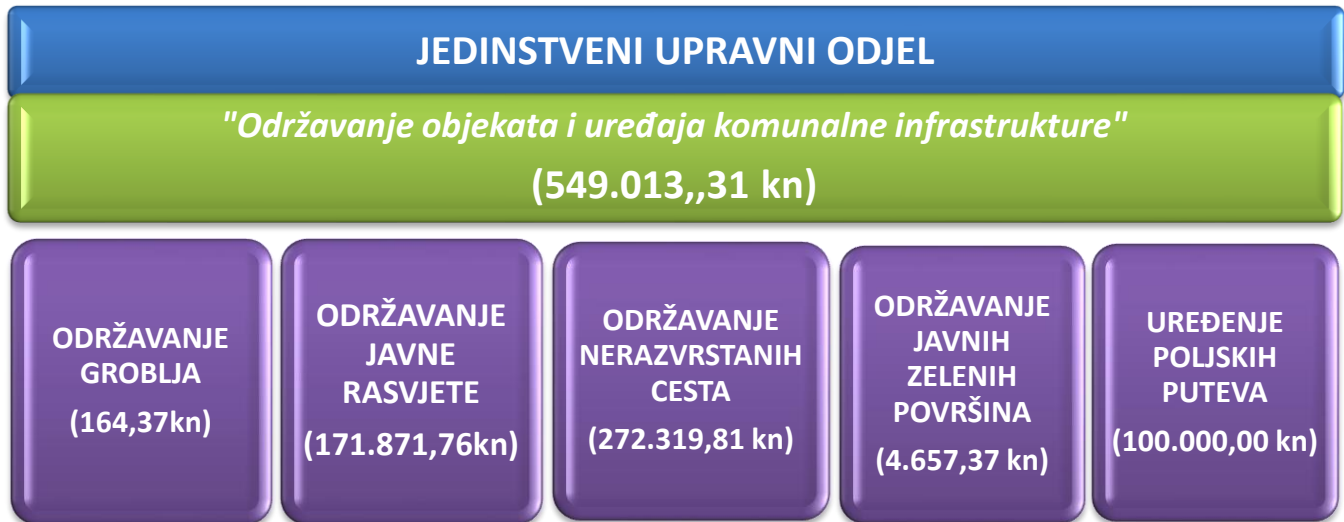 JEDINSTVENI UPRAVNI ODJEL
"Održavanje objekata i uređaja komunalne infrastrukture"
(549.013,,31 kn)
ODRŽAVANJE
GROBLJA
(164,37kn)
ODRŽAVANJE
JAVNE
RASVJETE
(171.871,76kn)
ODRŽAVANJE
NERAZVRSTANIH
CESTA
(272.319,81 kn)
ODRŽAVANJE
JAVNIH
ZELENIH
POVRŠINA
(4.657,37 kn)
UREĐENJE
POLJSKIH
PUTEVA
(100.000,00 kn)